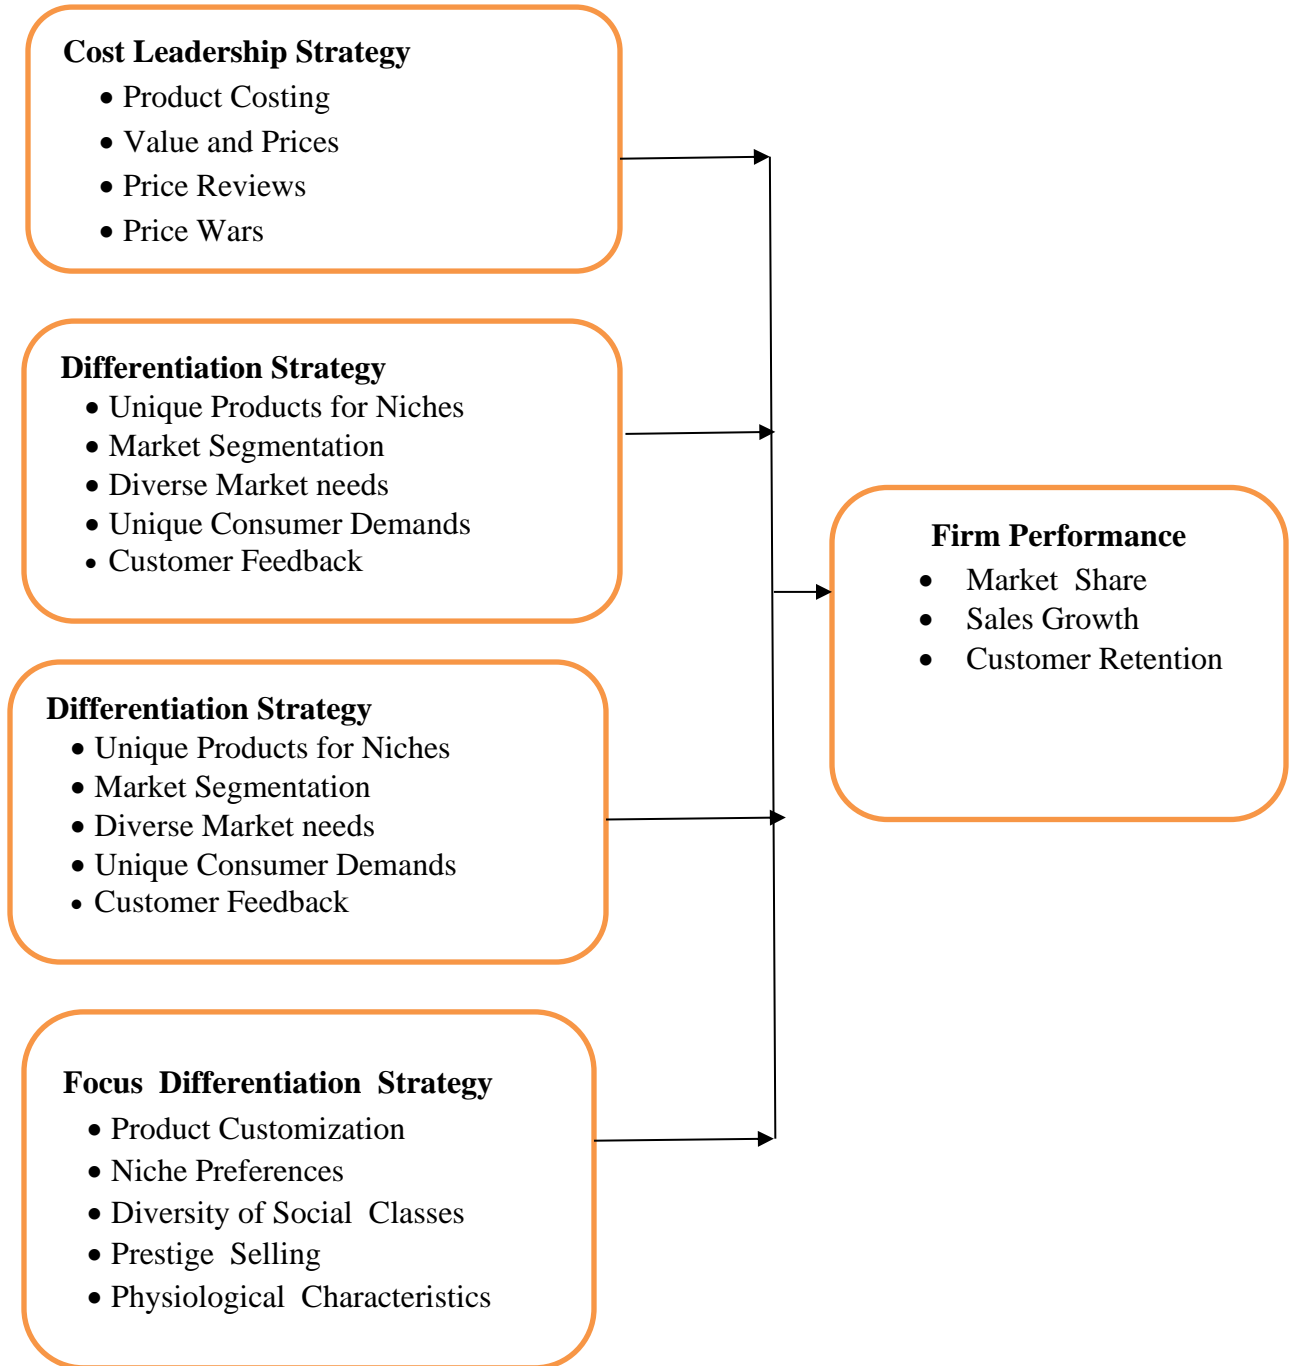 Cost Leadership Strategy
• Product Costing
• Value and Prices
• Price Reviews
• Price Wars
Differentiation Strategy
• Unique Products for Niches
• Market Segmentation
• Diverse Market needs
• Unique Consumer Demands
• Customer Feedback
Differentiation Strategy
• Unique Products for Niches
• Market Segmentation
• Diverse Market needs
• Unique Consumer Demands
• Customer Feedback
Focus Differentiation Strategy
• Product Customization
• Niche Preferences
• Diversity of Social Classes
• Prestige Selling
• Physiological Characteristics
Firm Performance
• Market Share
• Sales Growth
• Customer Retention